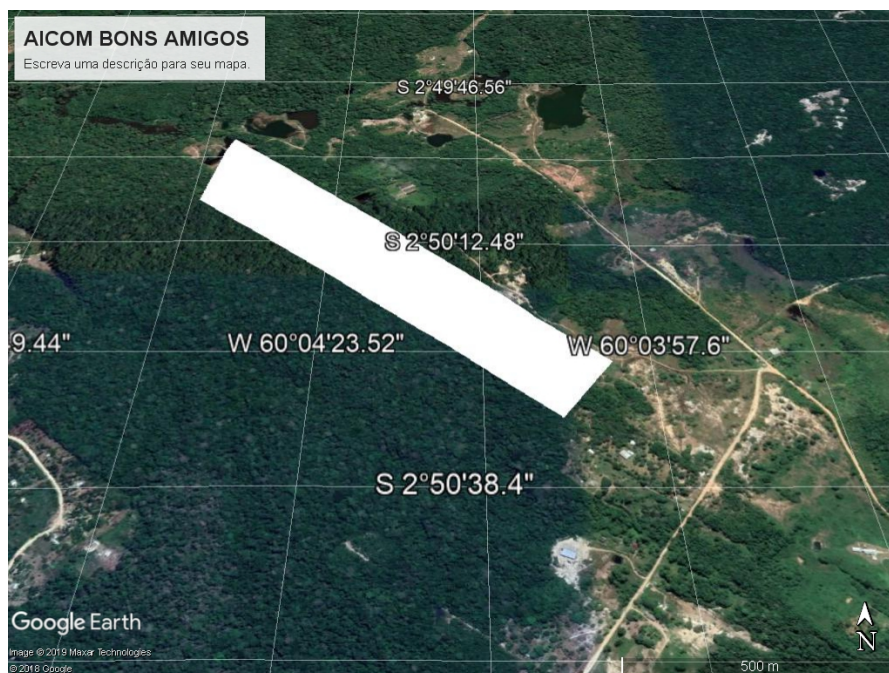 AICOM BONS AMIGOS
Escreva uma descrição para seu mapa.
S 2°49'46.56"
S 2°50'12.48"
9.44"
W 60°04'23.52"
W 60°03'57.6"
S 2°50'38.4"
Google Earth
Image © 2019 Maxar Technologies
© 2018 Google
N
500 m